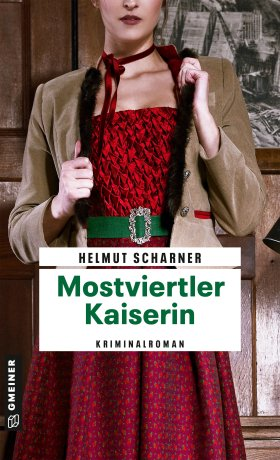 HELMUT SCHARNER
Mostviertler
Kaiserin
KRIMINALROMAN
GMEINER